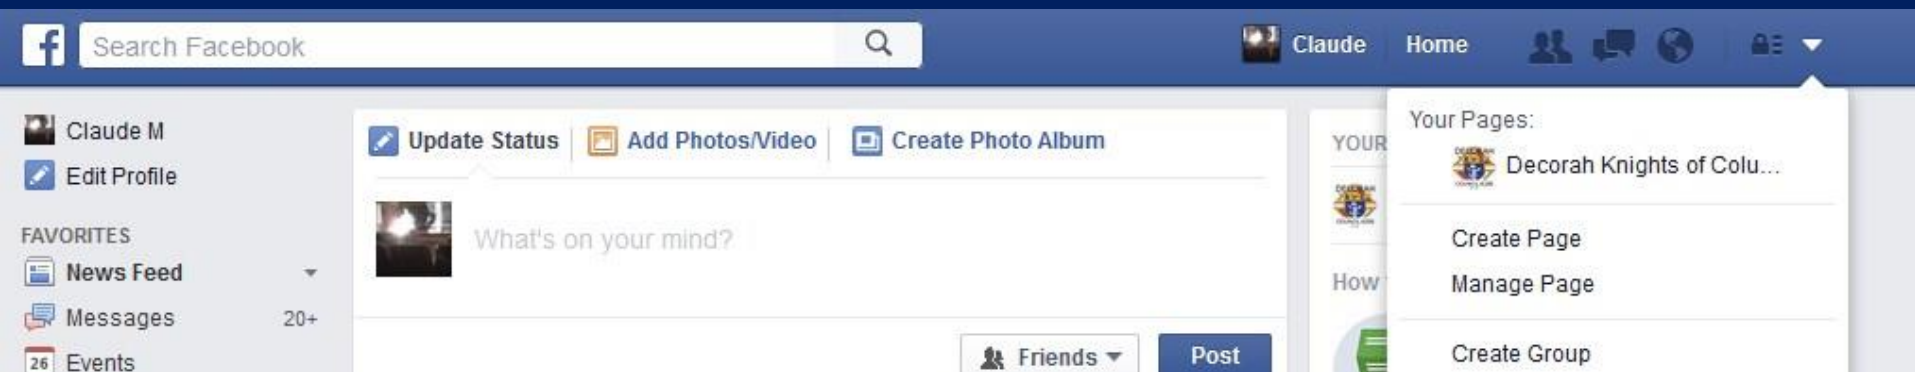 f Search Facebook Claude Home
Claude M
Edit Profile
FAVORITES
News Feed
Messages 20+
26 Events
Update Status Add Photos/Video Create Photo Album
What's on your mind?
Friends Post
YOUR
How
Your Pages:
Decorah Knights of Colu...
Create Page
Manage Page
Create Group